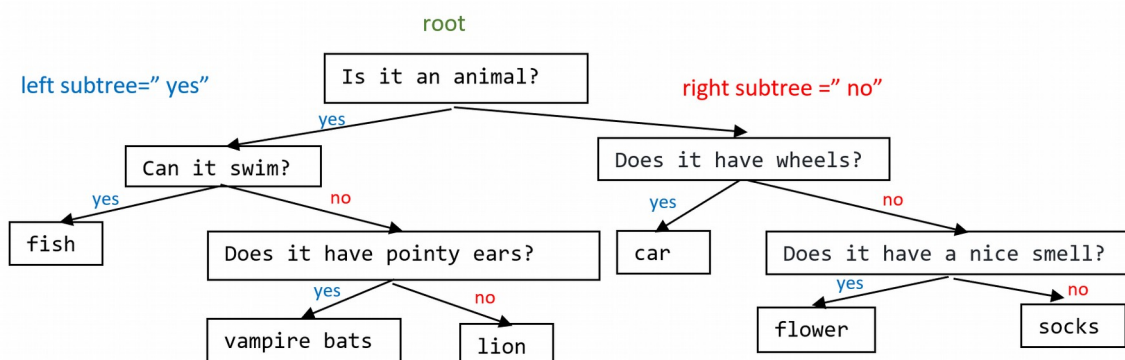 root
Is it an animal?
left subtree=” yes”
right subtree =” no”
yes
Can it swim?
Does it have wheels?
yes
no
yes
no
fish
Does it have pointy ears?
car
Does it have a nice smell?
yes
no
yes
no
vampire bats
lion
flower
socks